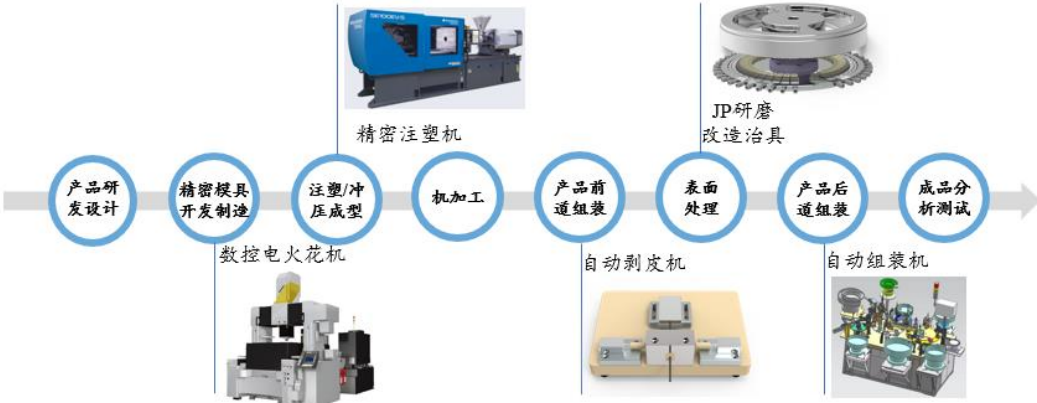 SE100EV-S
精密注塑机
JP研磨
改造治具
产品研
发设计
精密模具
开发制造
注塑/冲
压成型
机加工
产品前
道组装
表面
处理
产品后
道组装
成品分
析测试
数控电火花机
自动剥皮机
自动组装机